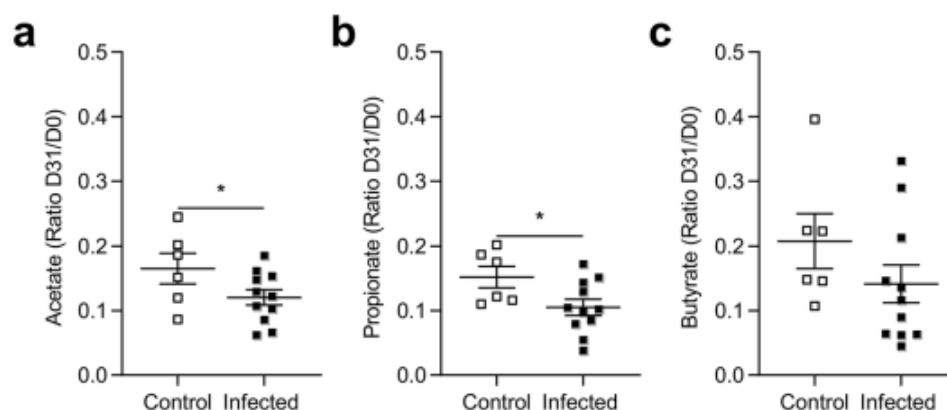 a
Acetate (Ratio D31/D0)
0.5
0.4
0.3
0.2
0.1
0.0
*
Control Infected
b
Propionate (Ratio D31/D0)
0.5
0.4
0.3
0.2
0.1
0.0
*
Control Infected
c
Butyrate (Ratio D31/D0)
0.5
0.4
0.3
0.2
0.1
0.0
Control Infected